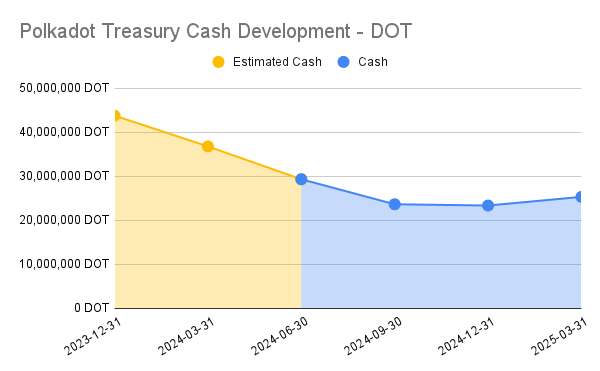 Polkadot Treasury Cash Development - DOT
Estimated Cash Cash
50,000,000 DOT
40,000,000 DOT
30,000,000 DOT
20,000,000 DOT
10,000,000 DOT
0 DOT
2023-12-31
2024-03-31
2024-06-30
2024-09-30
2024-12-31
2025-03-31